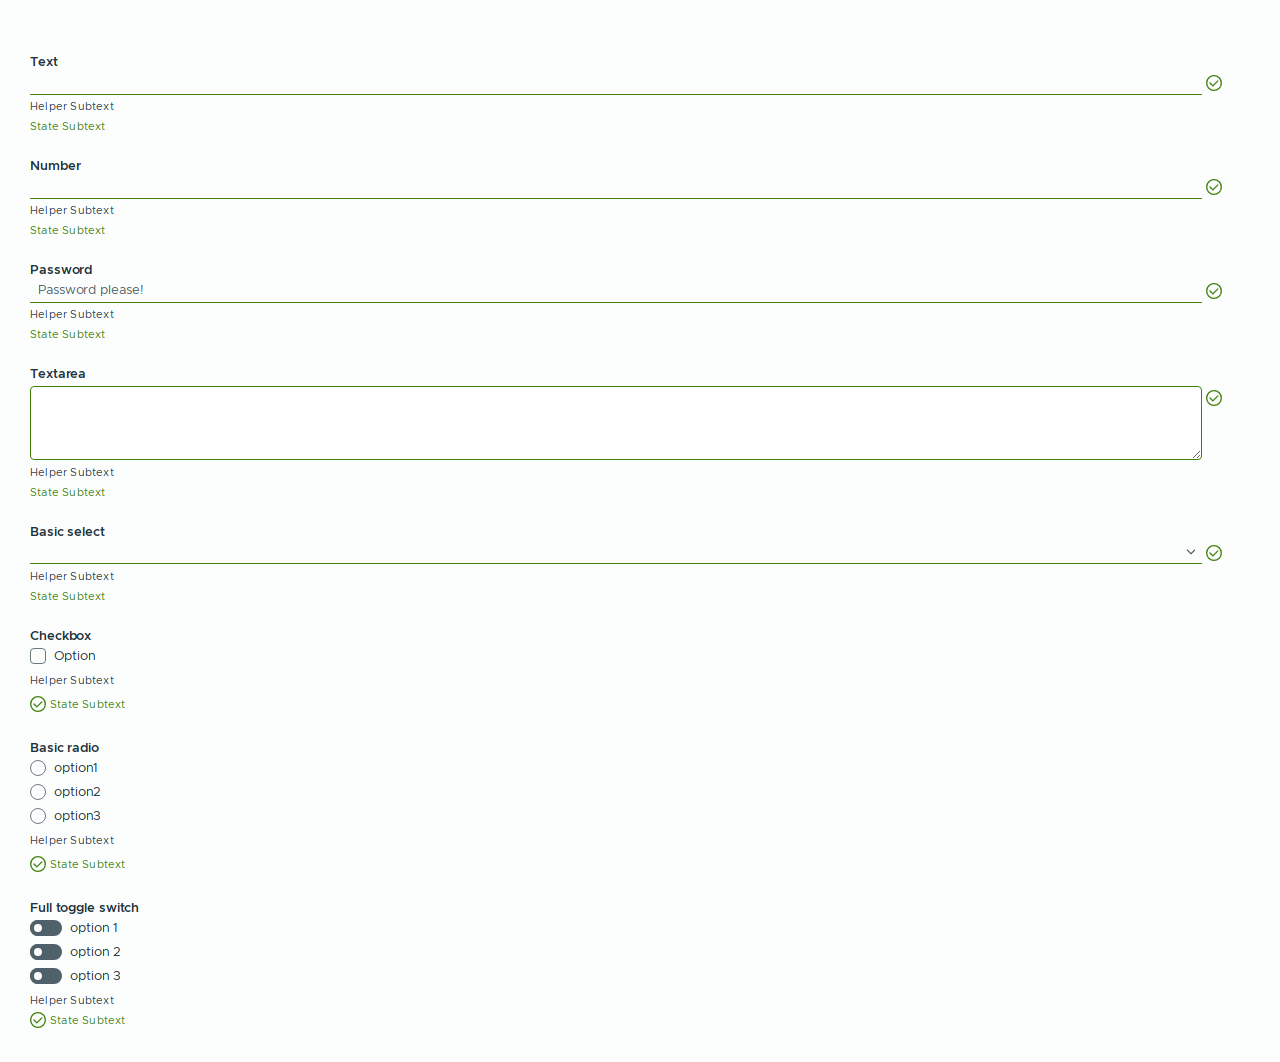 Text
Helper Subtext
State Subtext
Number
Helper Subtext
State Subtext
Password
Password please!
Helper Subtext
State Subtext
Textarea
Helper Subtext
State Subtext
Basic select
Helper Subtext
State Subtext
Checkbox
Option
Helper Subtext
State Subtext
Basic radio
option1
option2
option3
Helper Subtext
State Subtext
Full toggle switch
option 1
option 2
option 3
Helper Subtext
State Subtext